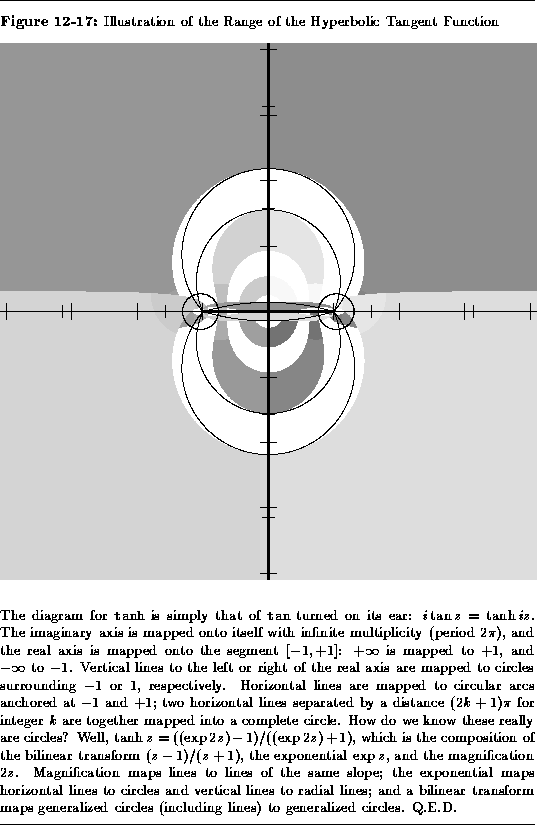 Figure 12-17: Illustration of the Range of the Hyperbolic Tangent Function
The diagram for tanh is simply that of tan turned on its ear: i tan z = tanh iz.
The imaginary axis is mapped onto itself with infinite multiplicity (period 2π), and
the real axis is mapped onto the segment [−1,+1]: +∞ is mapped to +1, and
−∞ to −1. Vertical lines to the left or right of the real axis are mapped to circles
surrounding −1 or 1, respectively. Horizontal lines are mapped to circular arcs
anchored at −1 and +1; two horizontal lines separated by a distance (2k + 1)π for
integer k are together mapped into a complete circle. How do we know these really
are circles? Well, tanh z = ((exp 2z)−1)/((exp 2z)+1), which is the composition of
the bilinear transform (z − 1)/(z + 1), the exponential exp z, and the magnification
2z. Magnification maps lines to lines of the same slope; the exponential maps
horizontal lines to circles and vertical lines to radial lines; and a bilinear transform
maps generalized circles (including lines) to generalized circles. Q.E.D.